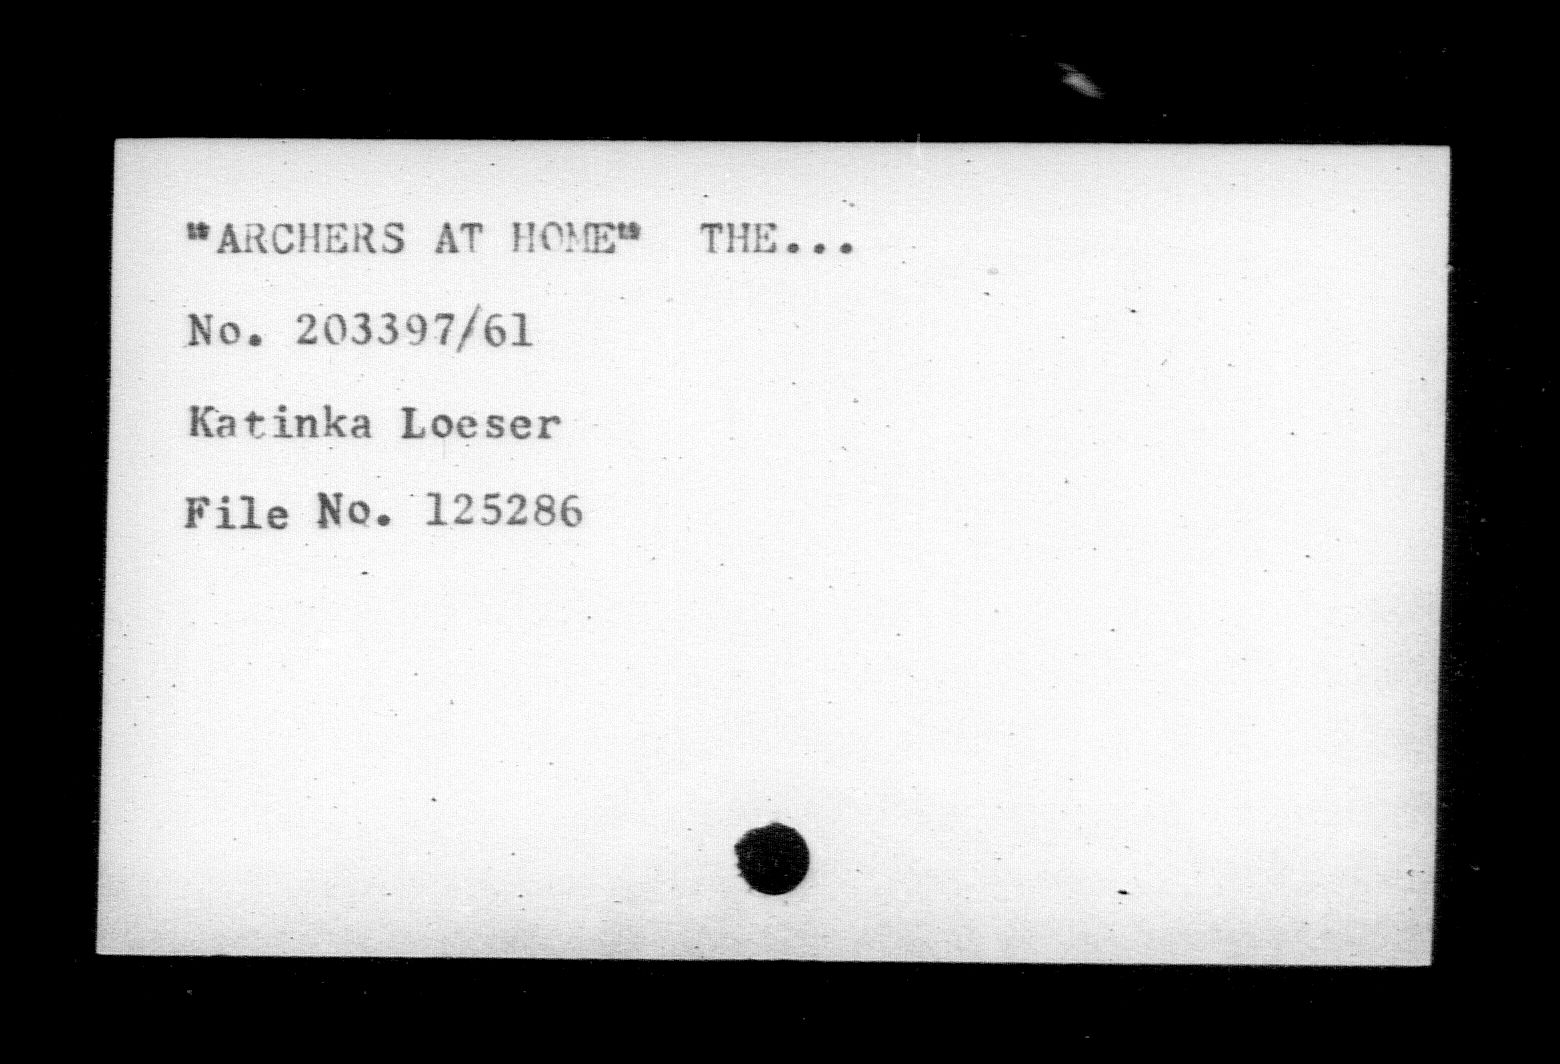 "ARCHERS AT HOME" THE...
No. 203397/61
Katinka Loeser
File No. 125286